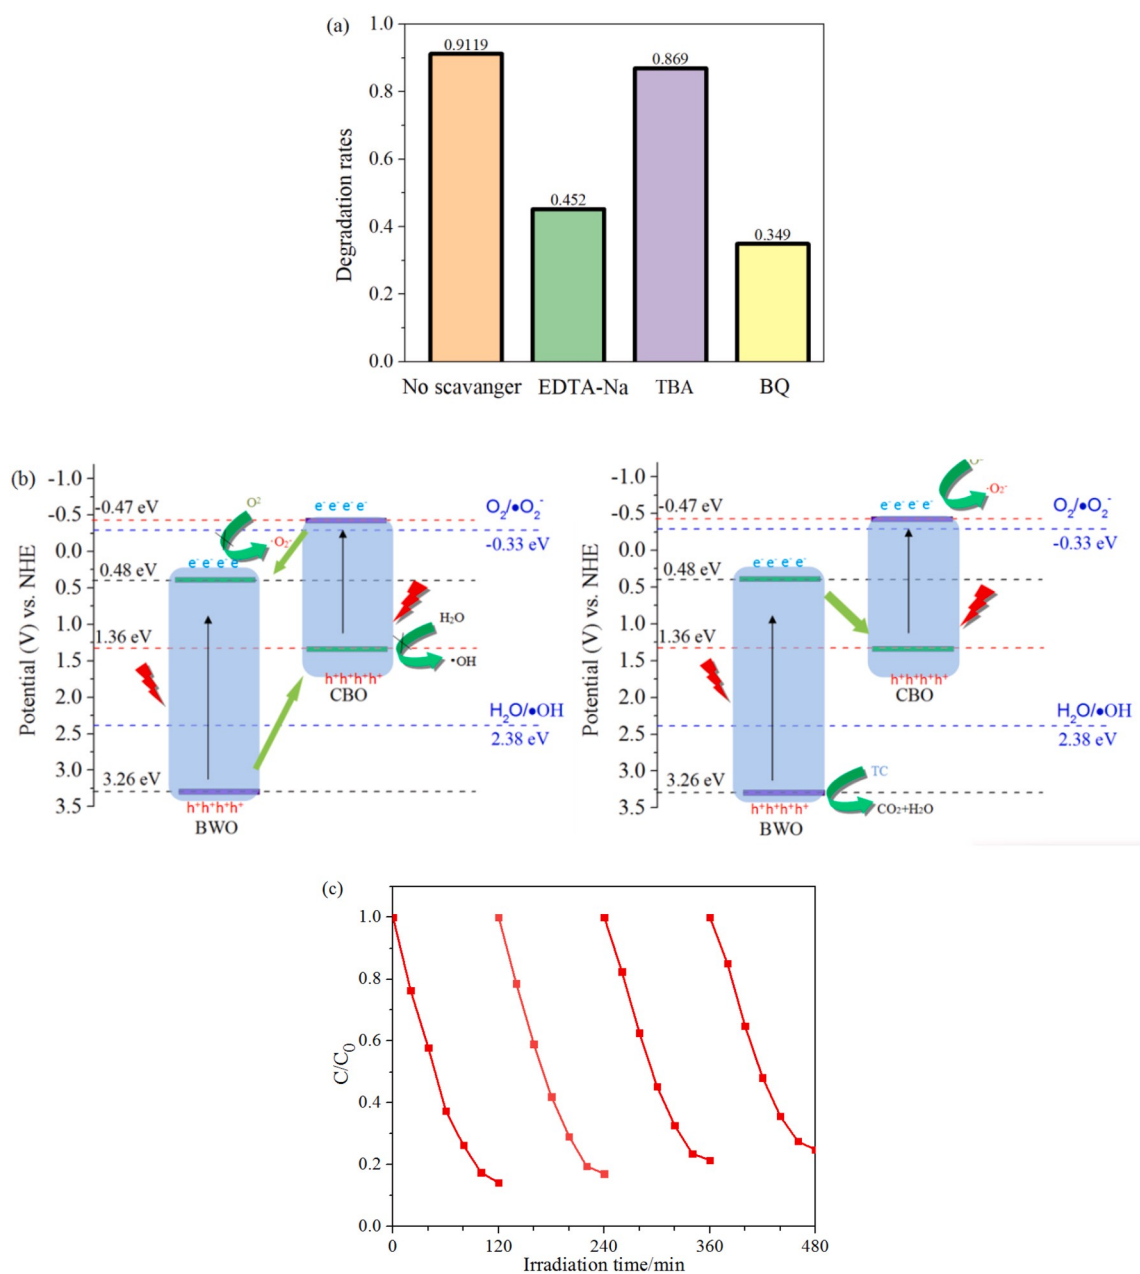 (a)
1.0
0.8
0.6
0.4
0.2
0.0
Degradation rates
0.9119
0.452
0.869
0.349
No scavanger
EDTA-Na
TBA
BQ
(b)
Potential (V) vs. NHE
-1.0
-0.5
0.0
0.5
1.0
1.5
2.0
2.5
3.0
3.5
-0.47 eV
0.48 eV
1.36 eV
3.26 eV
O²
·O₂⁻
e⁻ e⁻ e⁻ e⁻
e⁻ e⁻ e⁻ e⁻
O₂/•O₂⁻
-0.33 eV
H₂O
•OH
h⁺h⁺h⁺h⁺
CBO
H₂O/•OH
2.38 eV
h⁺h⁺h⁺h⁺
BWO
Potential (V) vs. NHE
-1.0
-0.5
0.0
0.5
1.0
1.5
2.0
2.5
3.0
3.5
-0.47 eV
0.48 eV
1.36 eV
3.26 eV
·O₂⁻
e⁻ e⁻ e⁻ e⁻
e⁻ e⁻ e⁻ e⁻
O₂/•O₂⁻
-0.33 eV
h⁺h⁺h⁺h⁺
CBO
H₂O/•OH
2.38 eV
TC
CO₂+H₂O
h⁺h⁺h⁺h⁺
BWO
(c)
C/C₀
1.0
0.8
0.6
0.4
0.2
0.0
0
120
240
360
480
Irradiation time/min